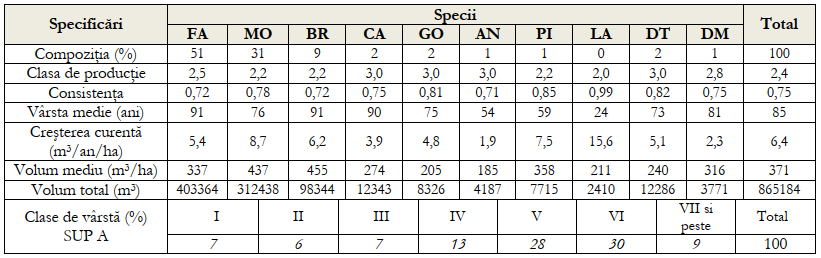 Specificări Specii Total
FA MO BR CA GO AN PI LA DT DM
Compoziția (%) 51 31 9 2 2 1 1 0 2 1 100
Clasa de producție 2,5 2,2 2,2 3,0 3,0 3,0 2,2 2,0 3,0 2,8 2,4
Consistența 0,72 0,78 0,72 0,75 0,81 0,71 0,85 0,99 0,82 0,75 0,75
Vârsta medie (ani) 91 76 91 90 75 54 59 24 73 81 85
Creșterea curentă (m³/an/ha) 5,4 8,7 6,2 3,9 4,8 1,9 7,5 15,6 5,1 2,3 6,4
Volum mediu (m³/ha) 337 437 455 274 205 185 358 211 240 316 371
Volum total (m³) 403364 312438 98344 12343 8326 4187 7715 2410 12286 3771 865184
Clase de vârstă (%) SUP A I II III IV V VI VII si peste Total
7 6 7 13 28 30 9 100